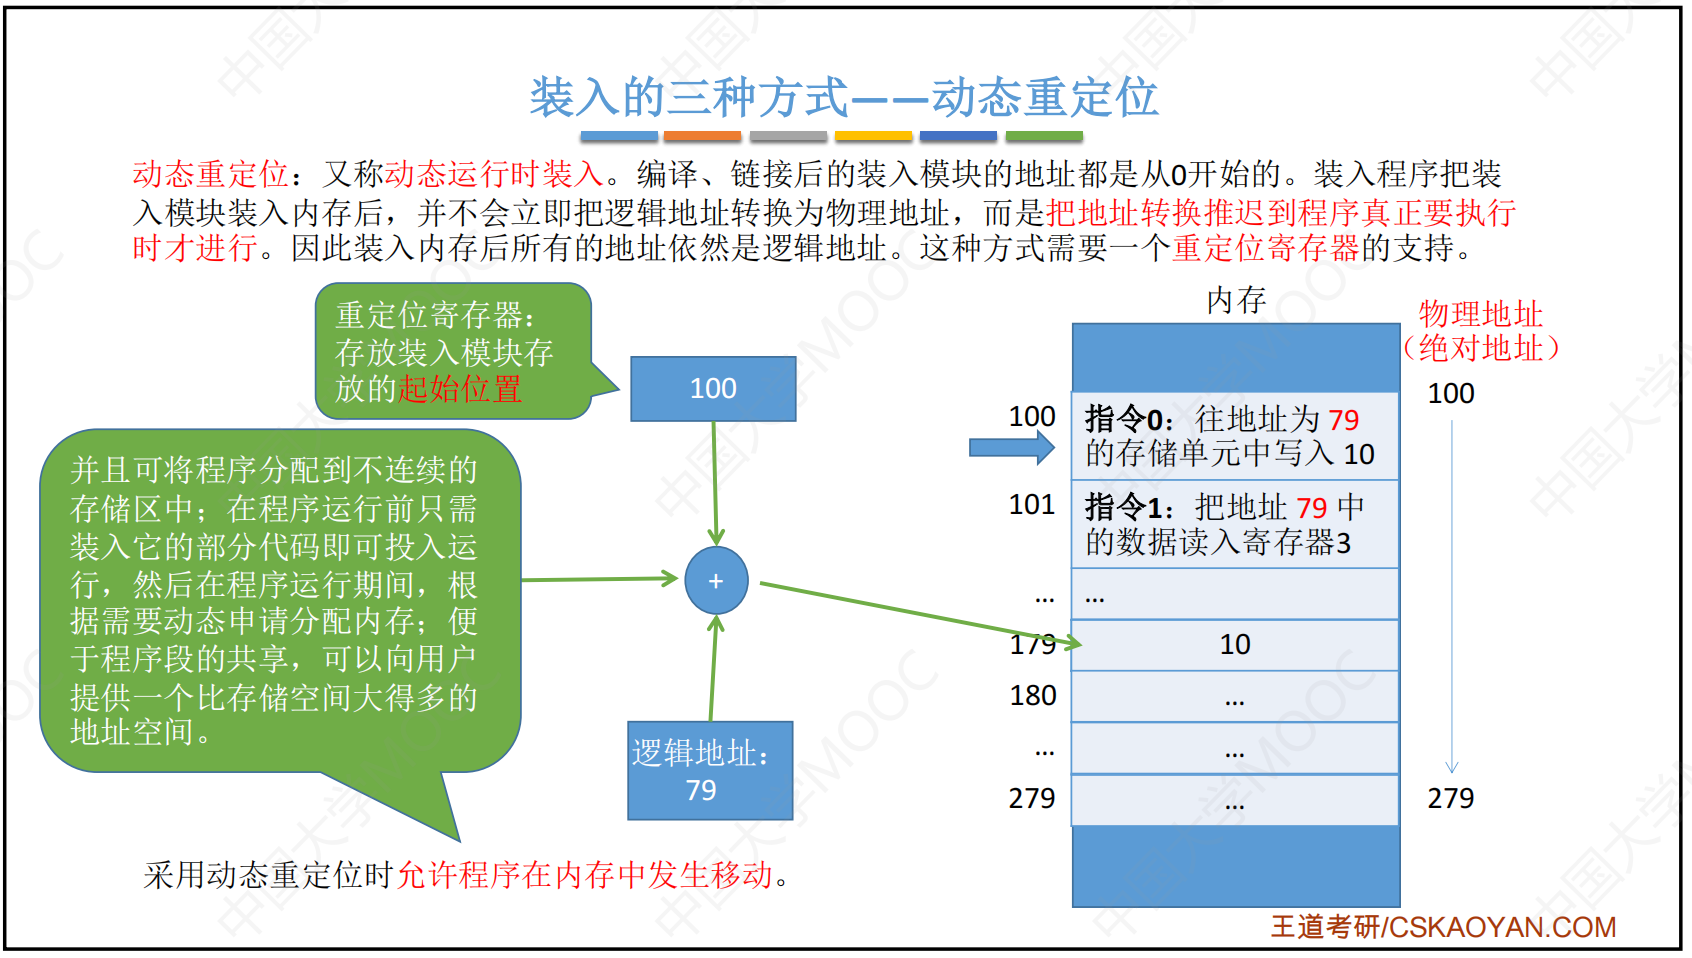 装入的三种方式——动态重定位
动态重定位：又称动态运行时装入。编译、链接后的装入模块的地址都是从0开始的。装入程序把装
入模块装入内存后，并不会立即把逻辑地址转换为物理地址，而是把地址转换推迟到程序真正要执行
时才进行。因此装入内存后所有的地址依然是逻辑地址。这种方式需要一个重定位寄存器的支持。
重定位寄存器：
存放装入模块存
放的起始位置
100
并且可将程序分配到不连续的
存储区中；在程序运行前只需
装入它的部分代码即可投入运
行，然后在程序运行期间，根
据需要动态申请分配内存；便
于程序段的共享，可以向用户
提供一个比存储空间大得多的
地址空间。
+
逻辑地址：
79
采用动态重定位时允许程序在内存中发生移动。
内存
物理地址
（绝对地址）
100
100
指令0：往地址为 79
的存储单元中写入 10
101
指令1：把地址 79 中
的数据读入寄存器3
...
...
179
10
180
...
...
...
279
...
279
王道考研/CSKAOYAN.COM
中国大学MOOC